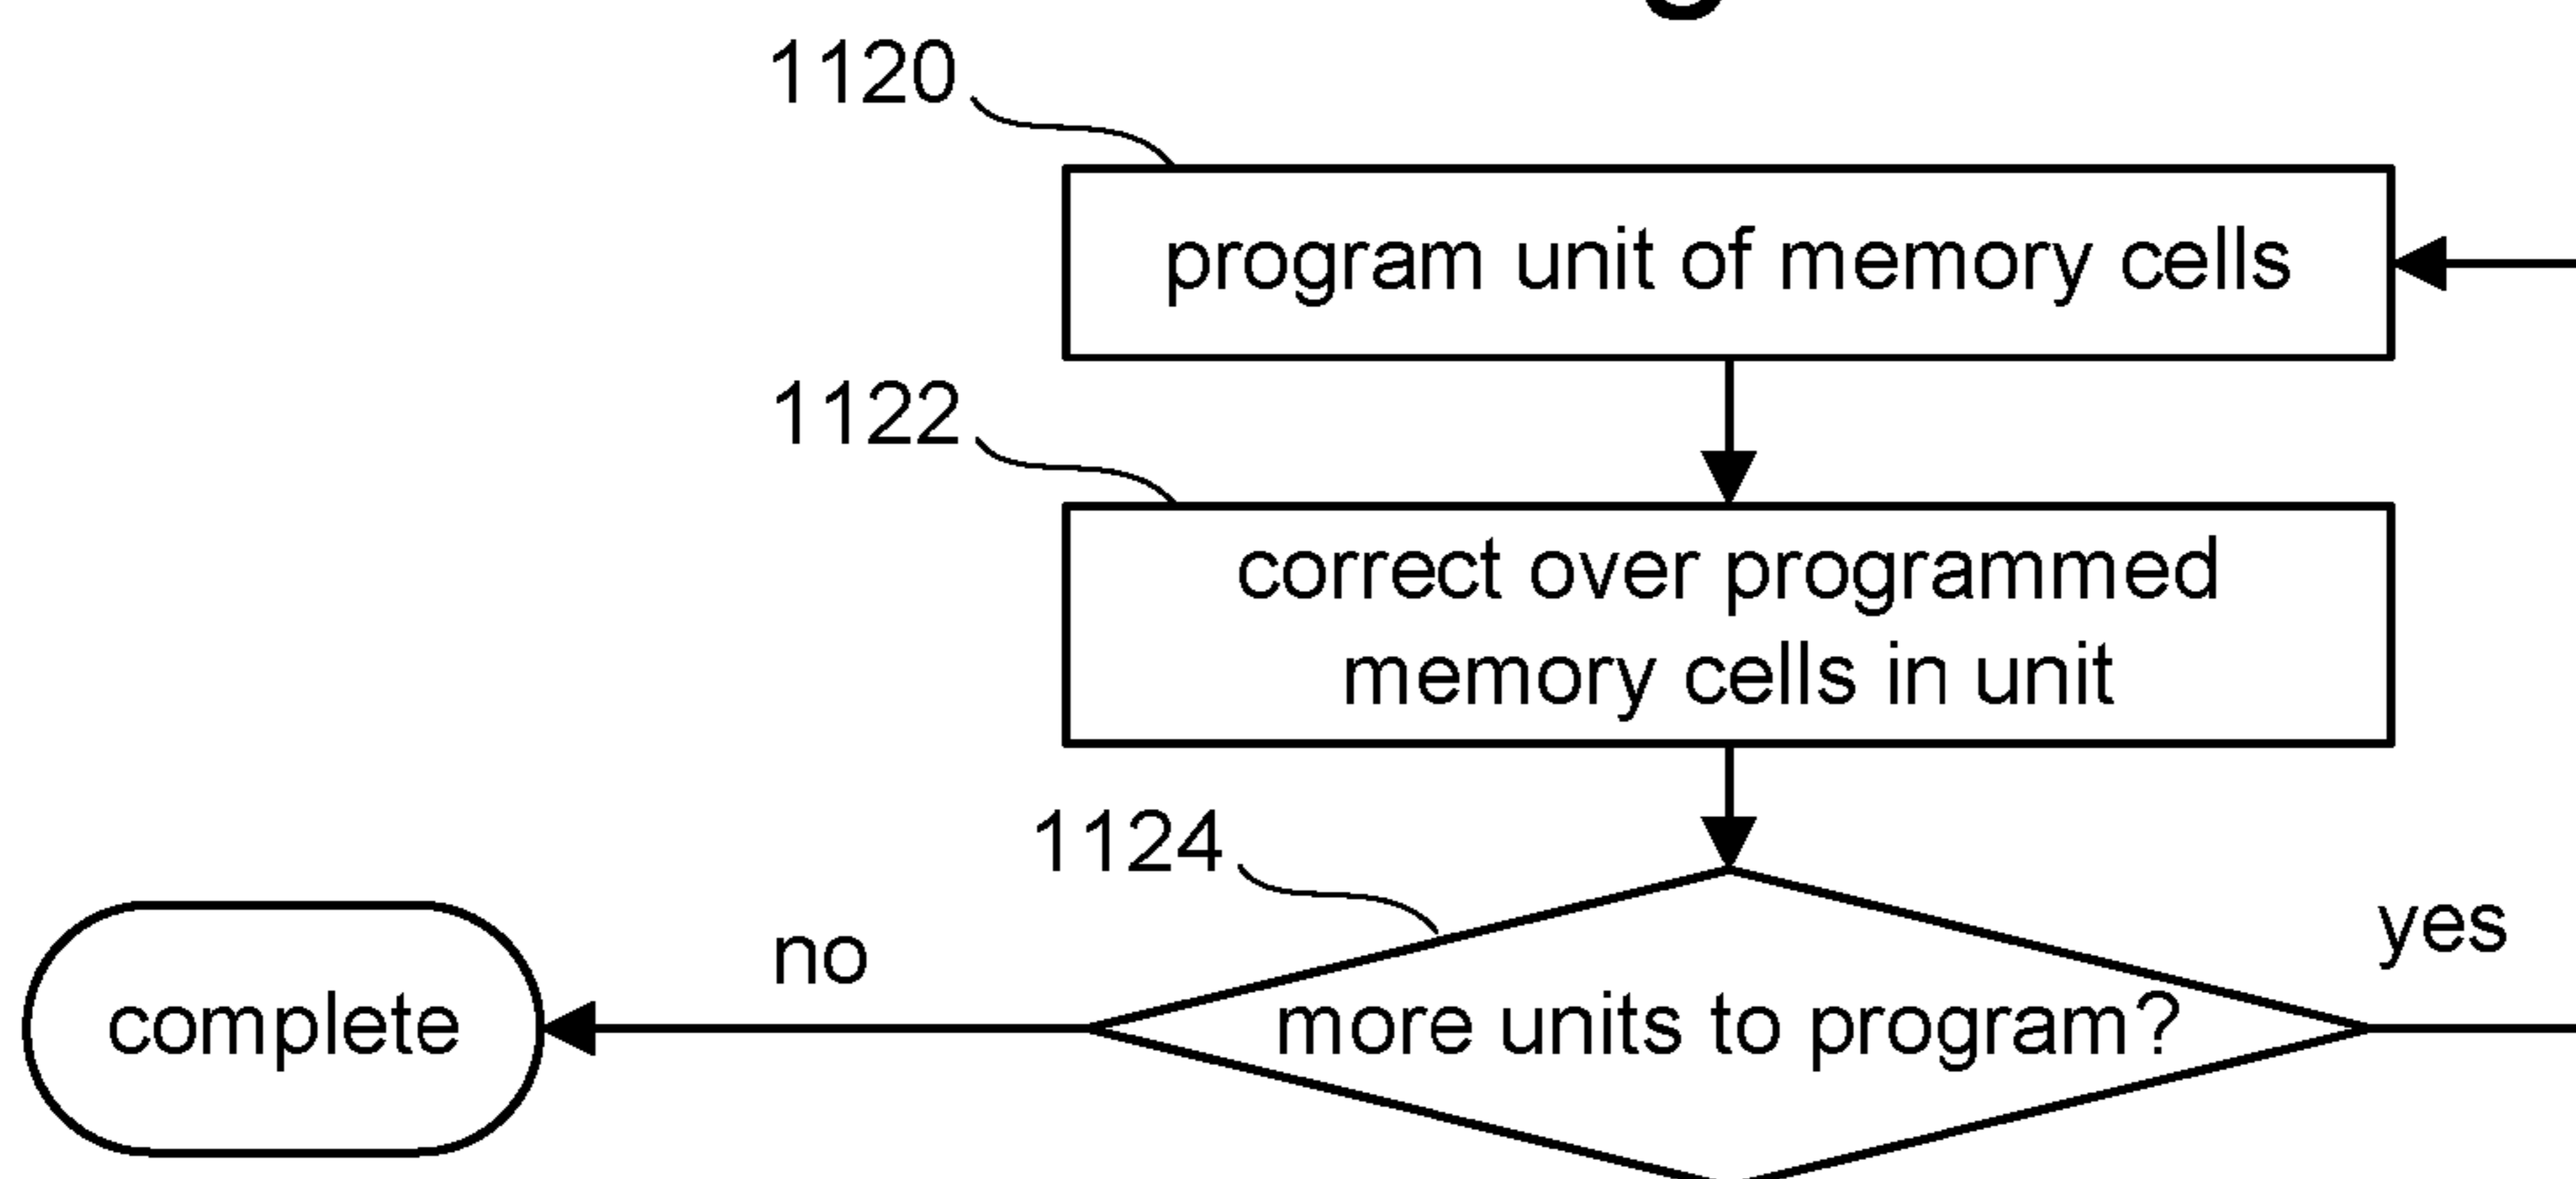 1120
program unit of memory cells
1122
correct over programmed
memory cells in unit
1124
yes
no
complete
more units to program?